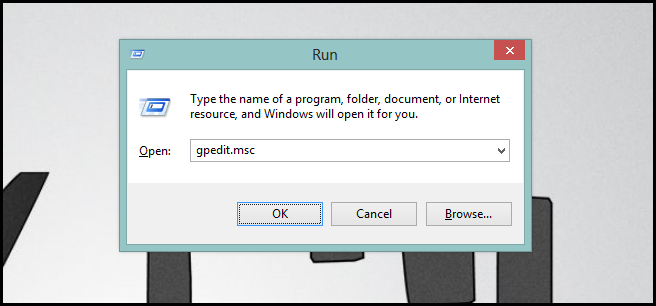 Run
Type the name of a program, folder, document, or Internet
resource, and Windows will open it for you.
Open: gpedit.msc
OK Cancel Browse...